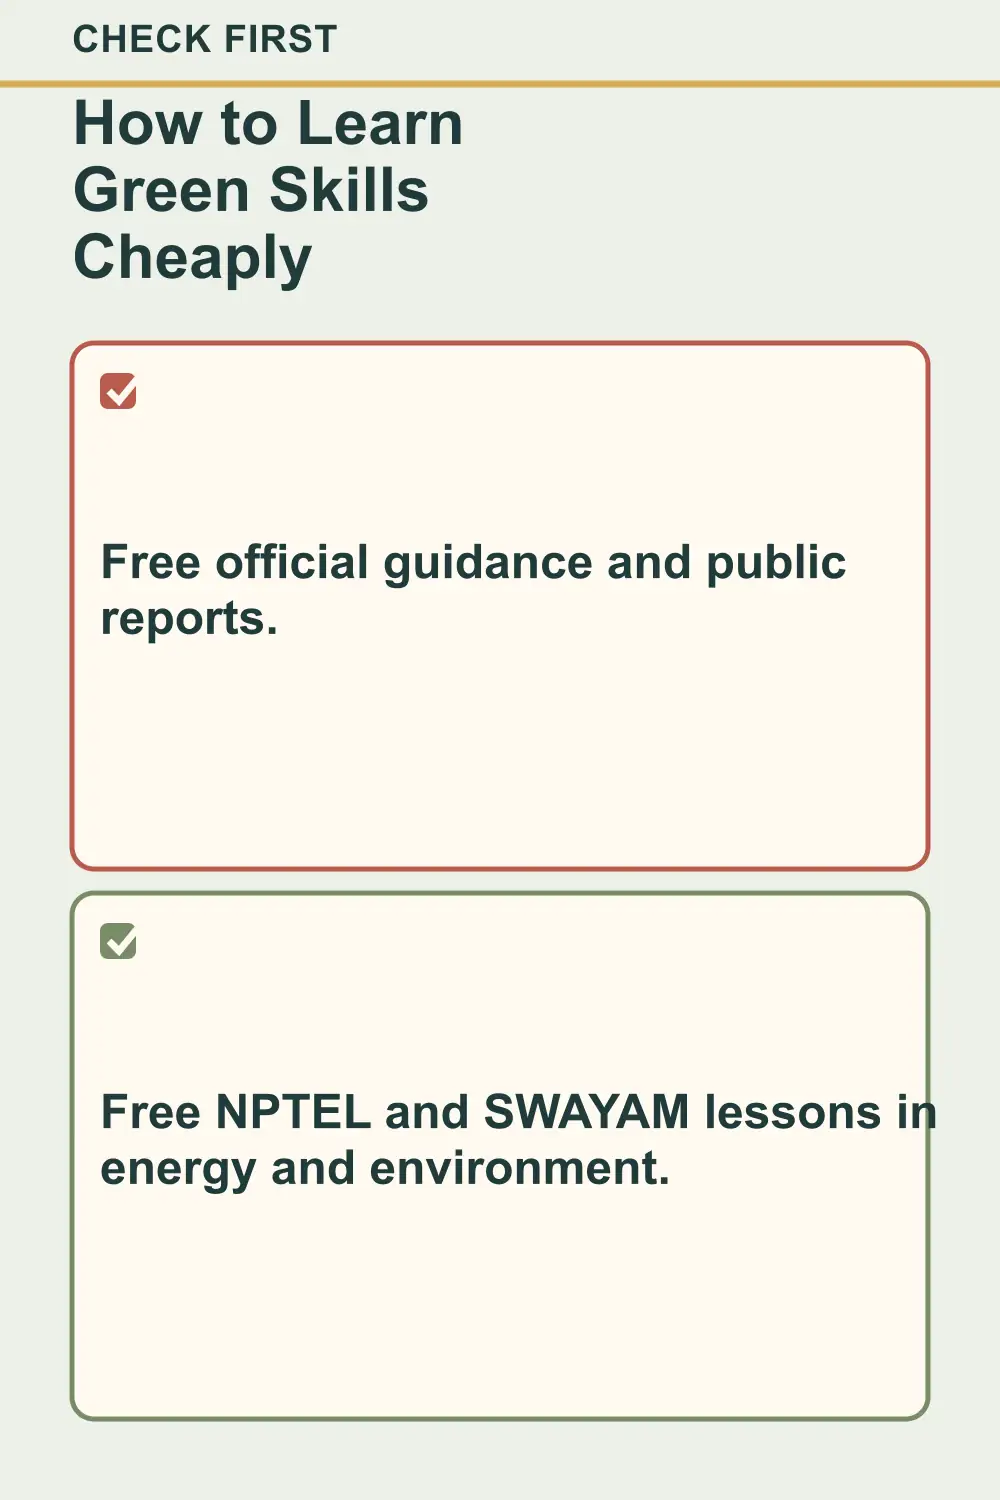 CHECK FIRST
How to Learn
Green Skills
Cheaply
Free official guidance and public
reports.
Free NPTEL and SWAYAM lessons in
energy and environment.